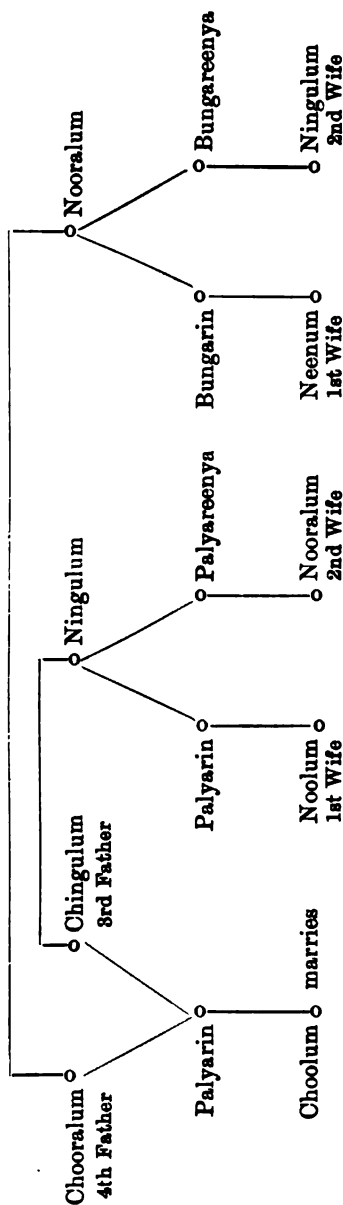 Chooralum Chingulum Ningulum Nooralum
4th Father 3rd Father
Palyarin Palyarin Palyareenya Bungarin Bungareenya
Choolum marries Noolum Nooralum Neenum Ningulum
1st Wife 2nd Wife 1st Wife 2nd Wife